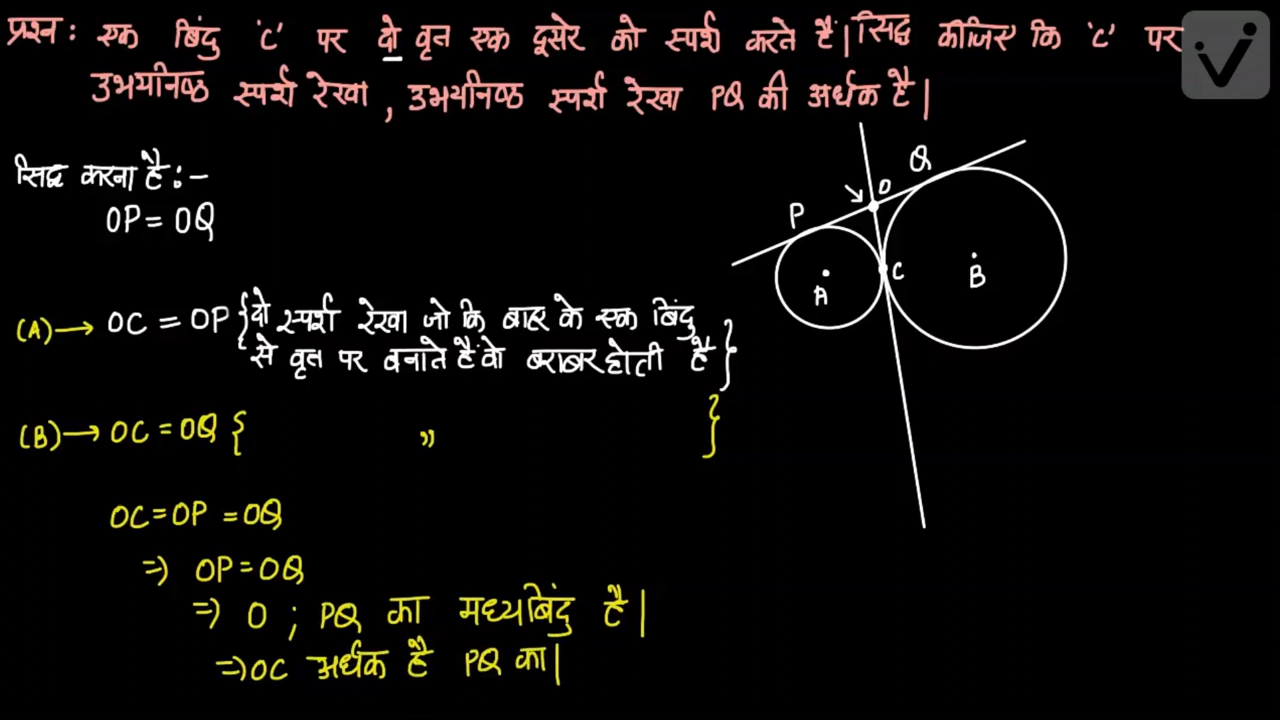 प्रश्न : एक बिंदु 'C' पर दो वृत्त एक दूसेर को स्पर्श करते हैं। सिद्ध कीजिए कि 'C' पर
उभयनिष्ठ स्पर्श रेखा, उभयनिष्ठ स्पर्श रेखा PQ की अर्धक है।
सिद्ध करना है :-
OP = OQ
(A) → OC = OP { दो स्पर्श रेखा जो कि बाहर के एक बिंदु
से वृत्त पर बनाते हैं वो बराबर होती है }
(B) → OC = OQ { " }
OC = OP = OQ
⇒ OP = OQ
⇒ O ; PQ का मध्यबिंदु है।
⇒ OC अर्धक है PQ का।
P
O
Q
A
C
B